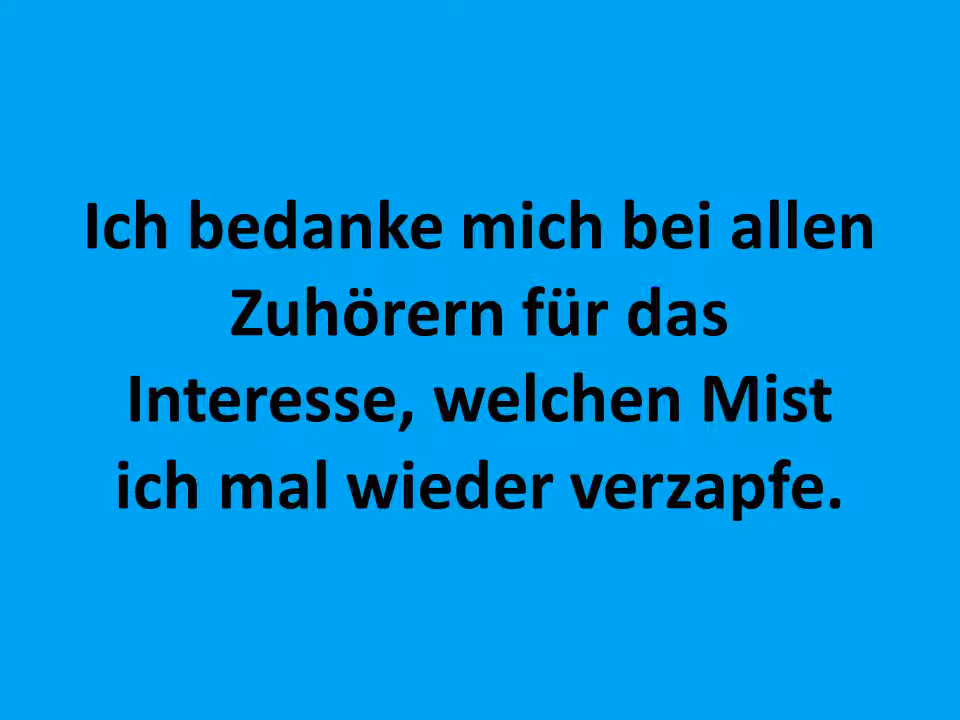 Ich bedanke mich bei allen
Zuhörern für das
Interesse, welchen Mist
ich mal wieder verzapfe.